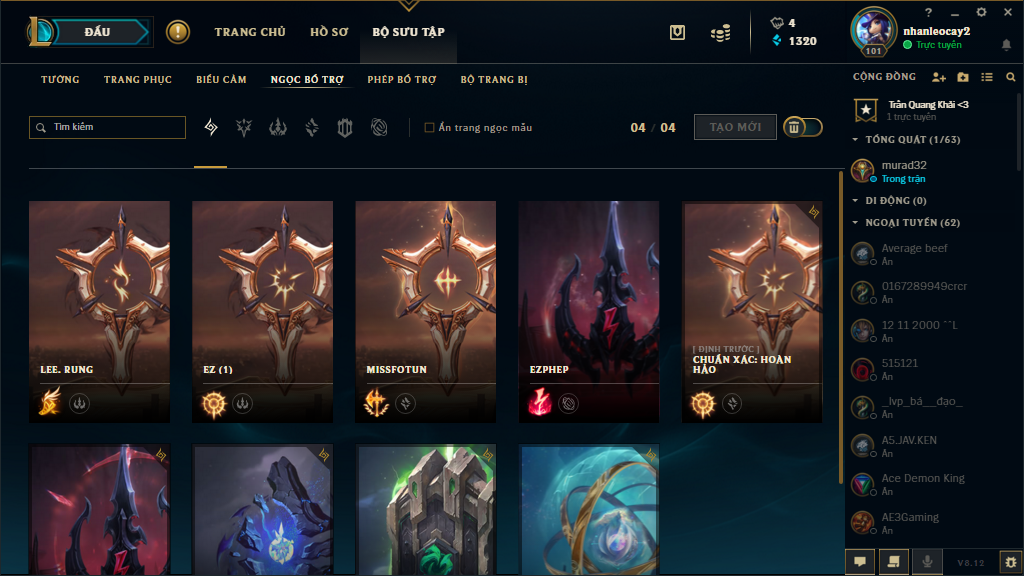 ĐẤU
TRANG CHỦ
HỒ SƠ
BỘ SƯU TẬP
4
1320
101
nhanleocay2
Trực tuyến
TƯỚNG
TRANG PHỤC
BIỂU CẢM
NGỌC BỔ TRỢ
PHÉP BỔ TRỢ
BỘ TRANG BỊ
Tìm kiếm
Ẩn trang ngọc mẫu
04 / 04
TẠO MỚI
LEE. RUNG
EZ (1)
MISSFOTUN
EZPHEP
[ ĐỊNH TRƯỚC ]
CHUẨN XÁC: HOÀN
HẢO
CỘNG ĐỒNG
Trần Quang Khải <3
1 trực tuyến
TỔNG QUÁT (1/63)
murad32
Trong trận
DI ĐỘNG (0)
NGOẠI TUYẾN (62)
Average beef
Ẩn
0167289949crcr
Ẩn
12 11 2000 ^^L
Ẩn
515121
Ẩn
_lvp_bá__đạo_
Ẩn
A5.JAV.KEN
Ẩn
Ace Demon King
Ẩn
AE3Gaming
Ẩn
V8.12